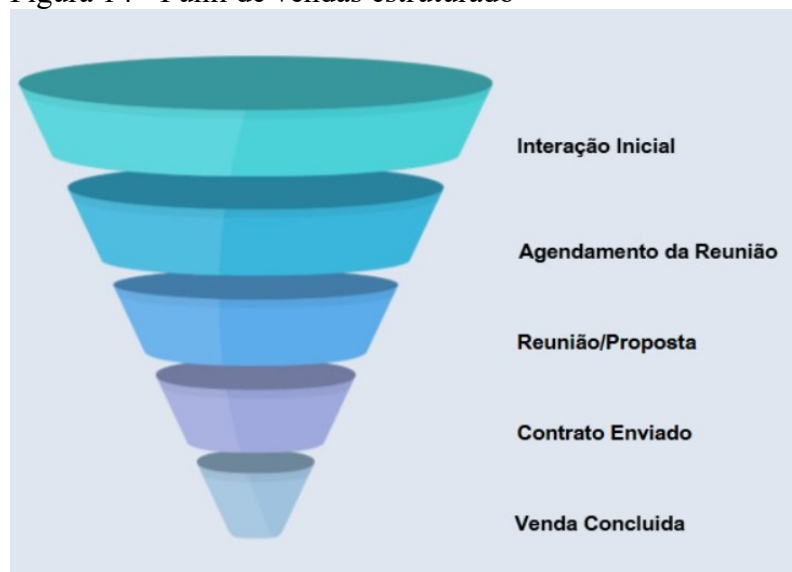 Figura 14 - Funil de vendas estruturado
Interação Inicial
Agendamento da Reunião
Reunião/Proposta
Contrato Enviado
Venda Concluida